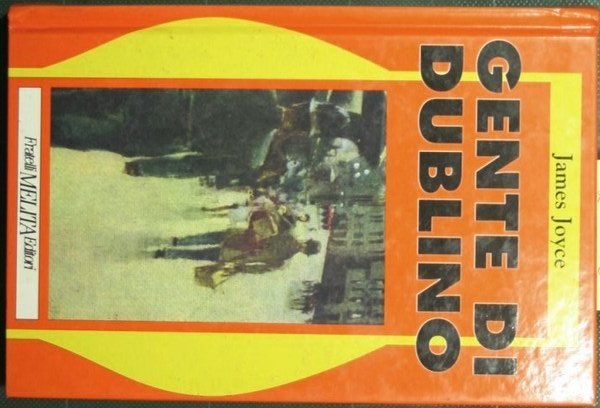 James Joyce
GENTE DI
DUBLINO
Fratelli MELITA Editori